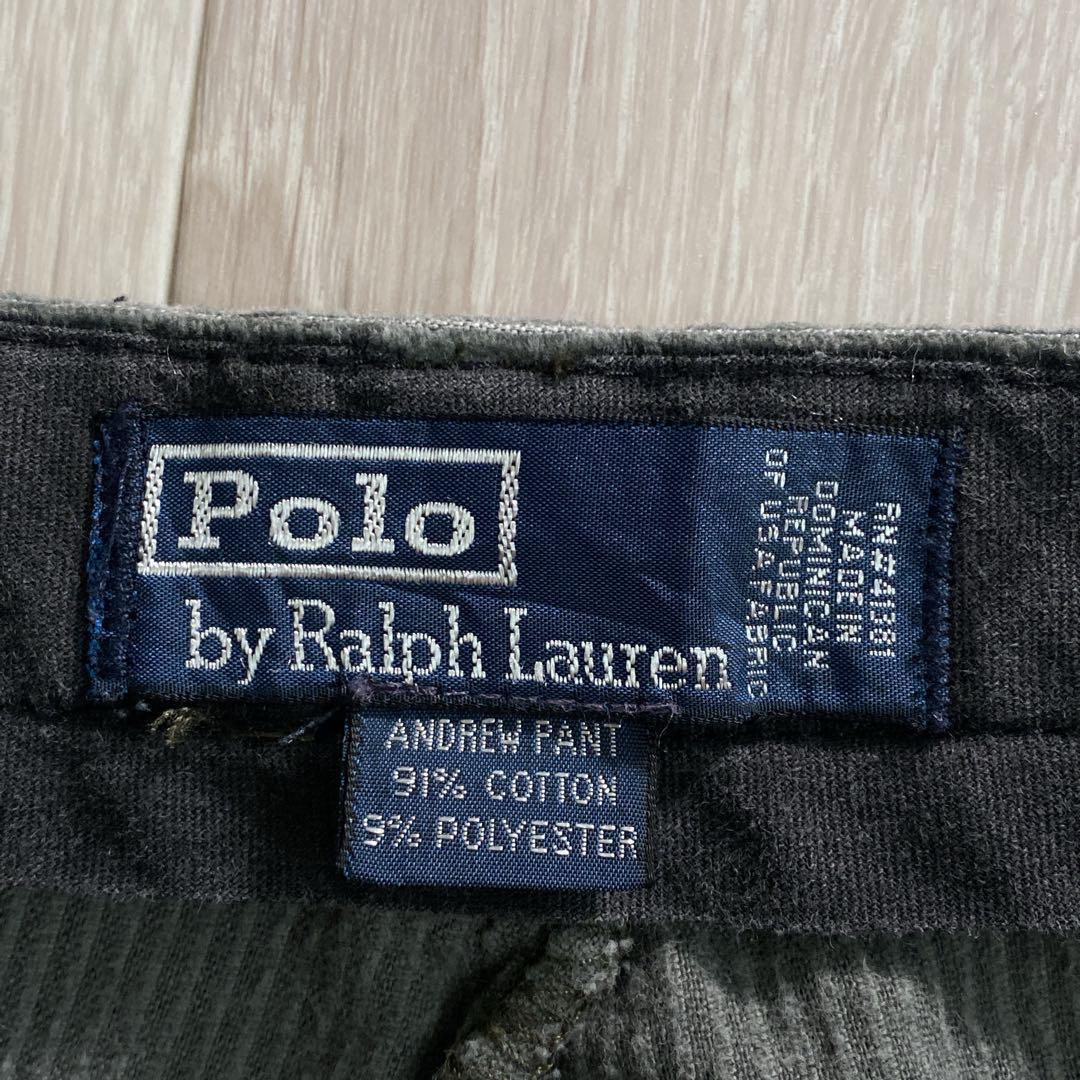 Polo
by Ralph Lauren
RN#41381
MADE IN
DOMINICAN
REPUBLIC
OF USA FABRIC
ANDREW PANT
91% COTTON
9% POLYESTER